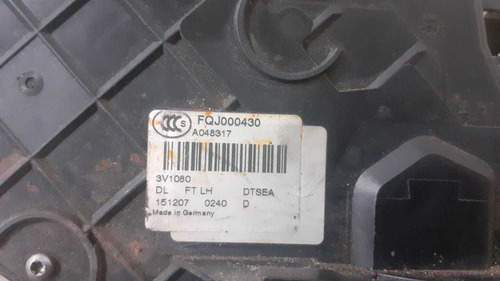 CCC S
FQJ000430
A048317
3V1080
DL FT LH DTSEA
151207 0240 D
Made in Germany